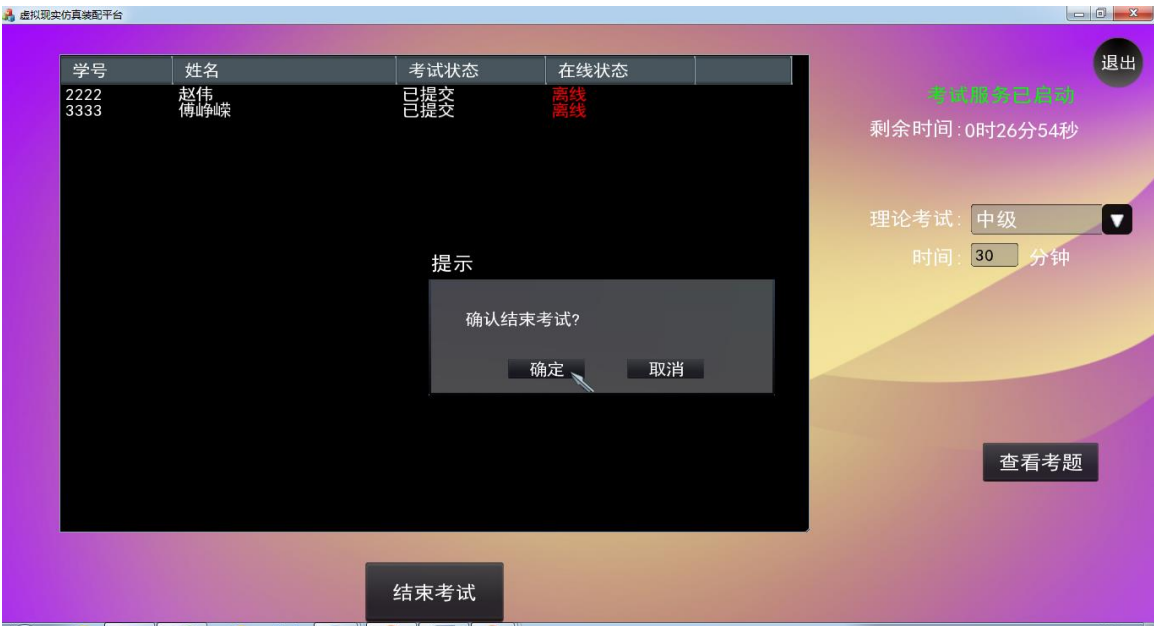 虚拟现实仿真装配平台
退出
学号 姓名 考试状态 在线状态
2222 赵伟 已提交 离线
3333 傅峥嵘 已提交 离线
考试服务已启动
剩余时间:0时26分54秒
理论考试: 中级
时间: 30 分钟
提示
确认结束考试?
确定 取消
查看考题
结束考试